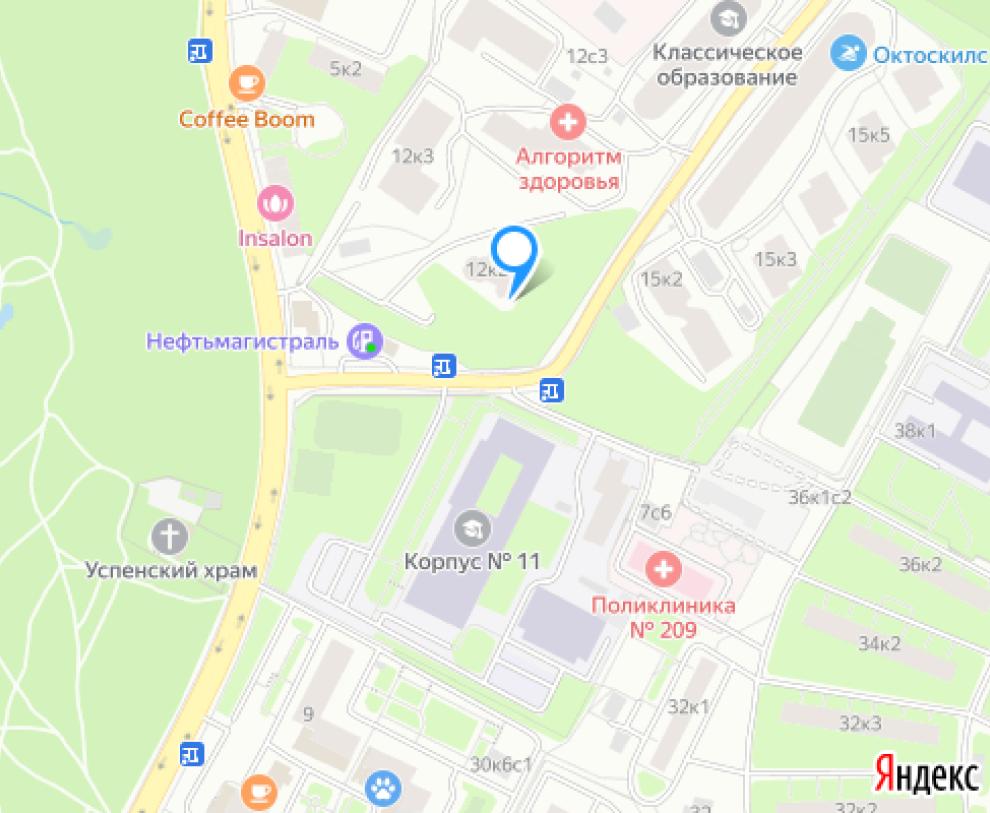 Классическое
образование
Октоскилс
12с3
5к2
Coffee Boom
15к5
12к3
Алгоритм
здоровья
Insalon
15к3
12к2
15к2
Нефтьмагистраль
38к1
36к1с2
7с6
Корпус № 11
36к2
Успенский храм
Поликлиника
№ 209
34к2
32к1
9
32к3
30к6с1
Яндекс
32к2